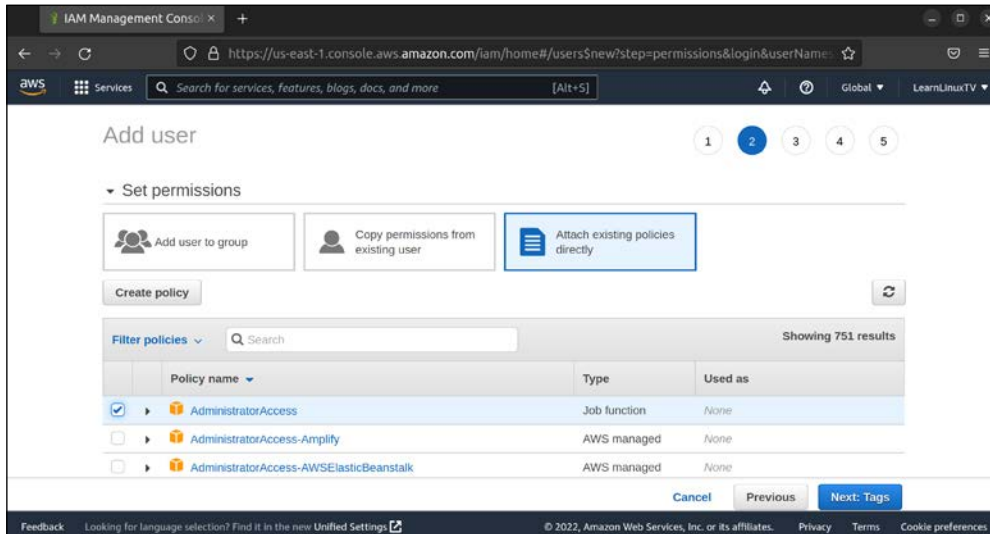 IAM Management Consol
https://us-east-1.console.aws.amazon.com/iam/home#/users$new?step=permissions&login&userName
aws Services Search for services, features, blogs, docs, and more [Alt+S] Global LearnLinuxTV
Add user 1 2 3 4 5
Set permissions
Add user to group
Copy permissions from existing user
Attach existing policies directly
Create policy
Filter policies Search Showing 751 results
Policy name Type Used as
AdministratorAccess Job function None
AdministratorAccess-Amplify AWS managed None
AdministratorAccess-AWSElasticBeanstalk AWS managed None
Cancel Previous Next: Tags
Feedback Looking for language selection? Find it in the new Unified Settings © 2022, Amazon Web Services, Inc. or its affiliates. Privacy Terms Cookie preferences